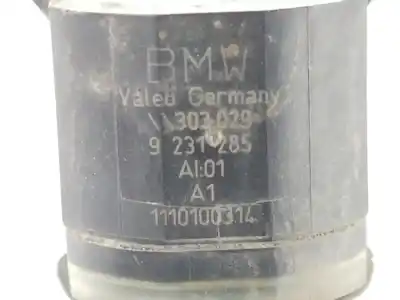 BMW
Valeo Germany
\\303.029
9 231 285
AI:01
A1
1110100314